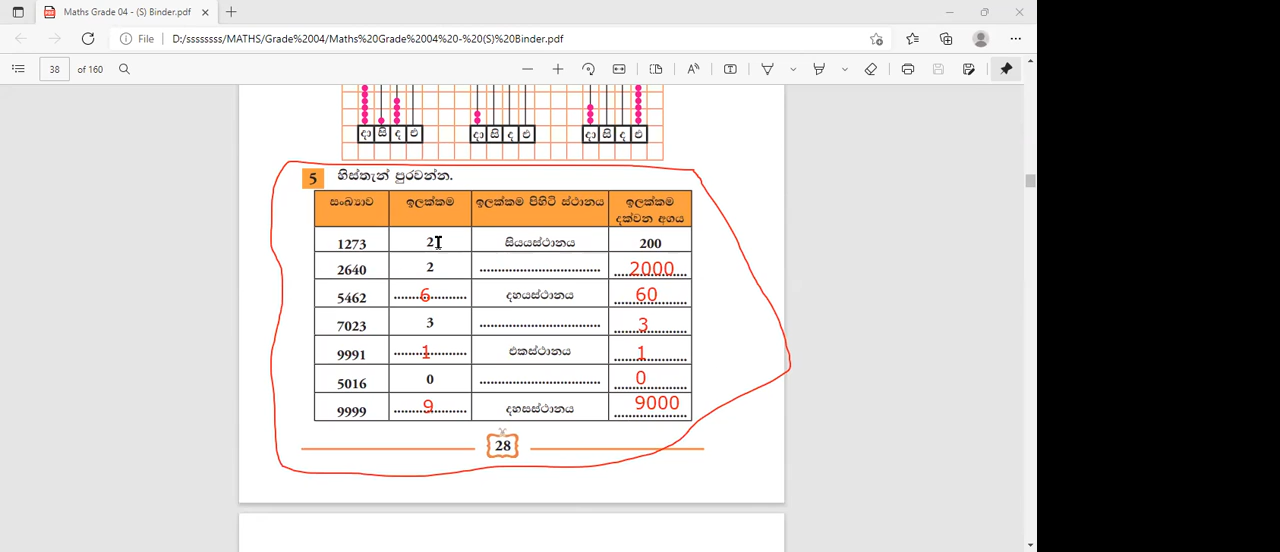 Maths Grade 04 - (S) Binder.pdf
File D:/ssssssss/MATHS/Grade%2004/Maths%20Grade%2004%20-%20(S)%20Binder.pdf
38 of 160
දා සි ද එ දා සි ද එ දා සි ද එ
5 හිස්තැන් පුරවන්න.
සංඛ්‍යාව ඉලක්කම ඉලක්කම පිහිටි ස්ථානය ඉලක්කම දක්වන අගය
1273 2 සියයස්ථානය 200
2640 2 .................................. 2000
5462 6 දහයස්ථානය 60
7023 3 .................................. 3
9991 1 එකස්ථානය 1
5016 0 .................................. 0
9999 9 දහසස්ථානය 9000
28